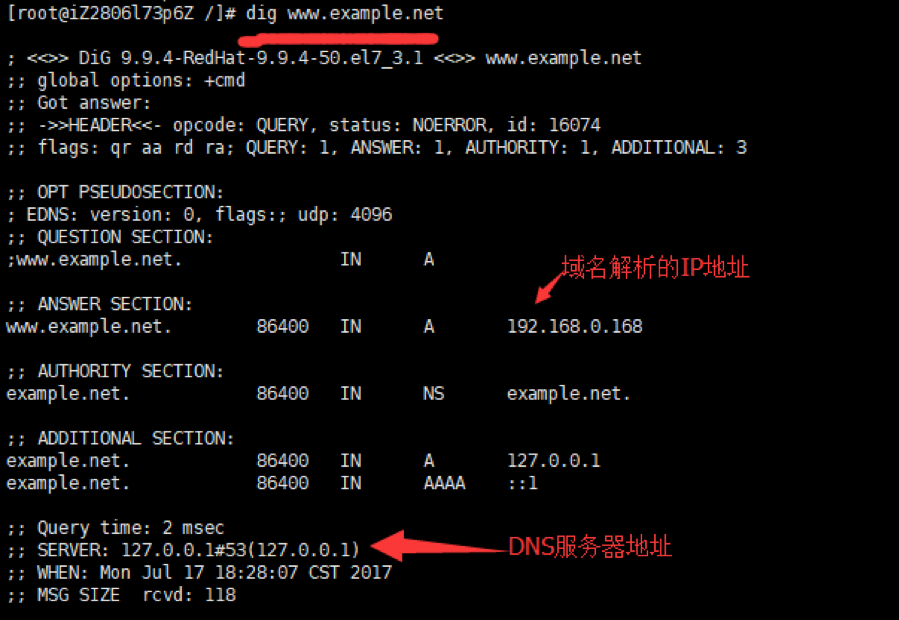 [root@iZ2806l73p6Z /]# dig www.example.net
; <<>> DiG 9.9.4-RedHat-9.9.4-50.el7_3.1 <<>> www.example.net
;; global options: +cmd
;; Got answer:
;; ->>HEADER<<- opcode: QUERY, status: NOERROR, id: 16074
;; flags: qr aa rd ra; QUERY: 1, ANSWER: 1, AUTHORITY: 1, ADDITIONAL: 3
;; OPT PSEUDOSECTION:
; EDNS: version: 0, flags:; udp: 4096
;; QUESTION SECTION:
;www.example.net. IN A
域名解析的IP地址
;; ANSWER SECTION:
www.example.net. 86400 IN A 192.168.0.168
;; AUTHORITY SECTION:
example.net. 86400 IN NS example.net.
;; ADDITIONAL SECTION:
example.net. 86400 IN A 127.0.0.1
example.net. 86400 IN AAAA ::1
;; Query time: 2 msec
;; SERVER: 127.0.0.1#53(127.0.0.1) DNS服务器地址
;; WHEN: Mon Jul 17 18:28:07 CST 2017
;; MSG SIZE rcvd: 118